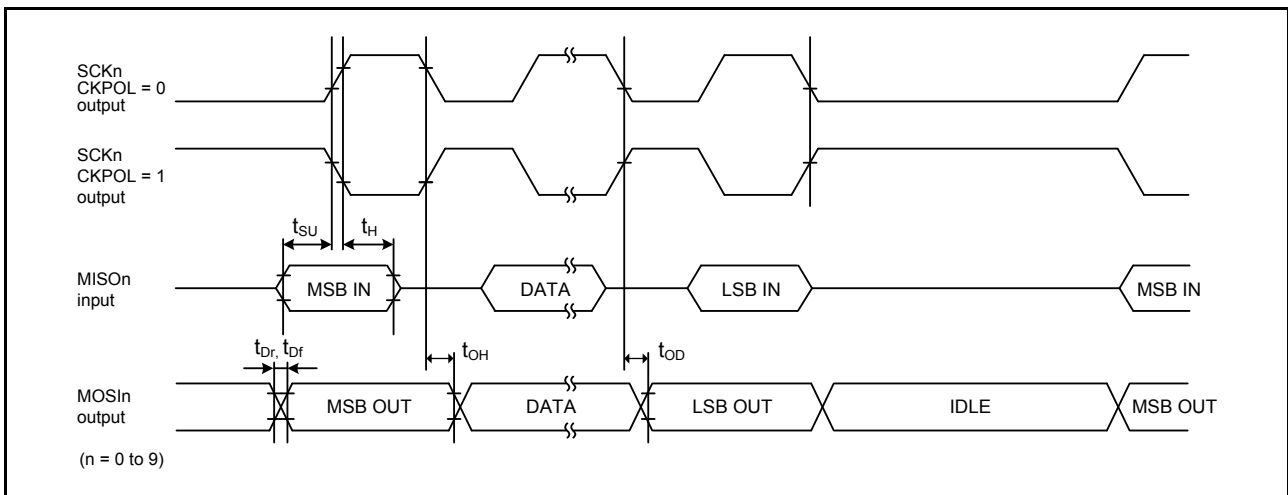 SCKn
CKPOL = 0
output
SCKn
CKPOL = 1
output
tSU
tH
MISOn
input
MSB IN
DATA
LSB IN
MSB IN
tDr, tDf
tOH
tOD
MOSIn
output
MSB OUT
DATA
LSB OUT
IDLE
MSB OUT
(n = 0 to 9)